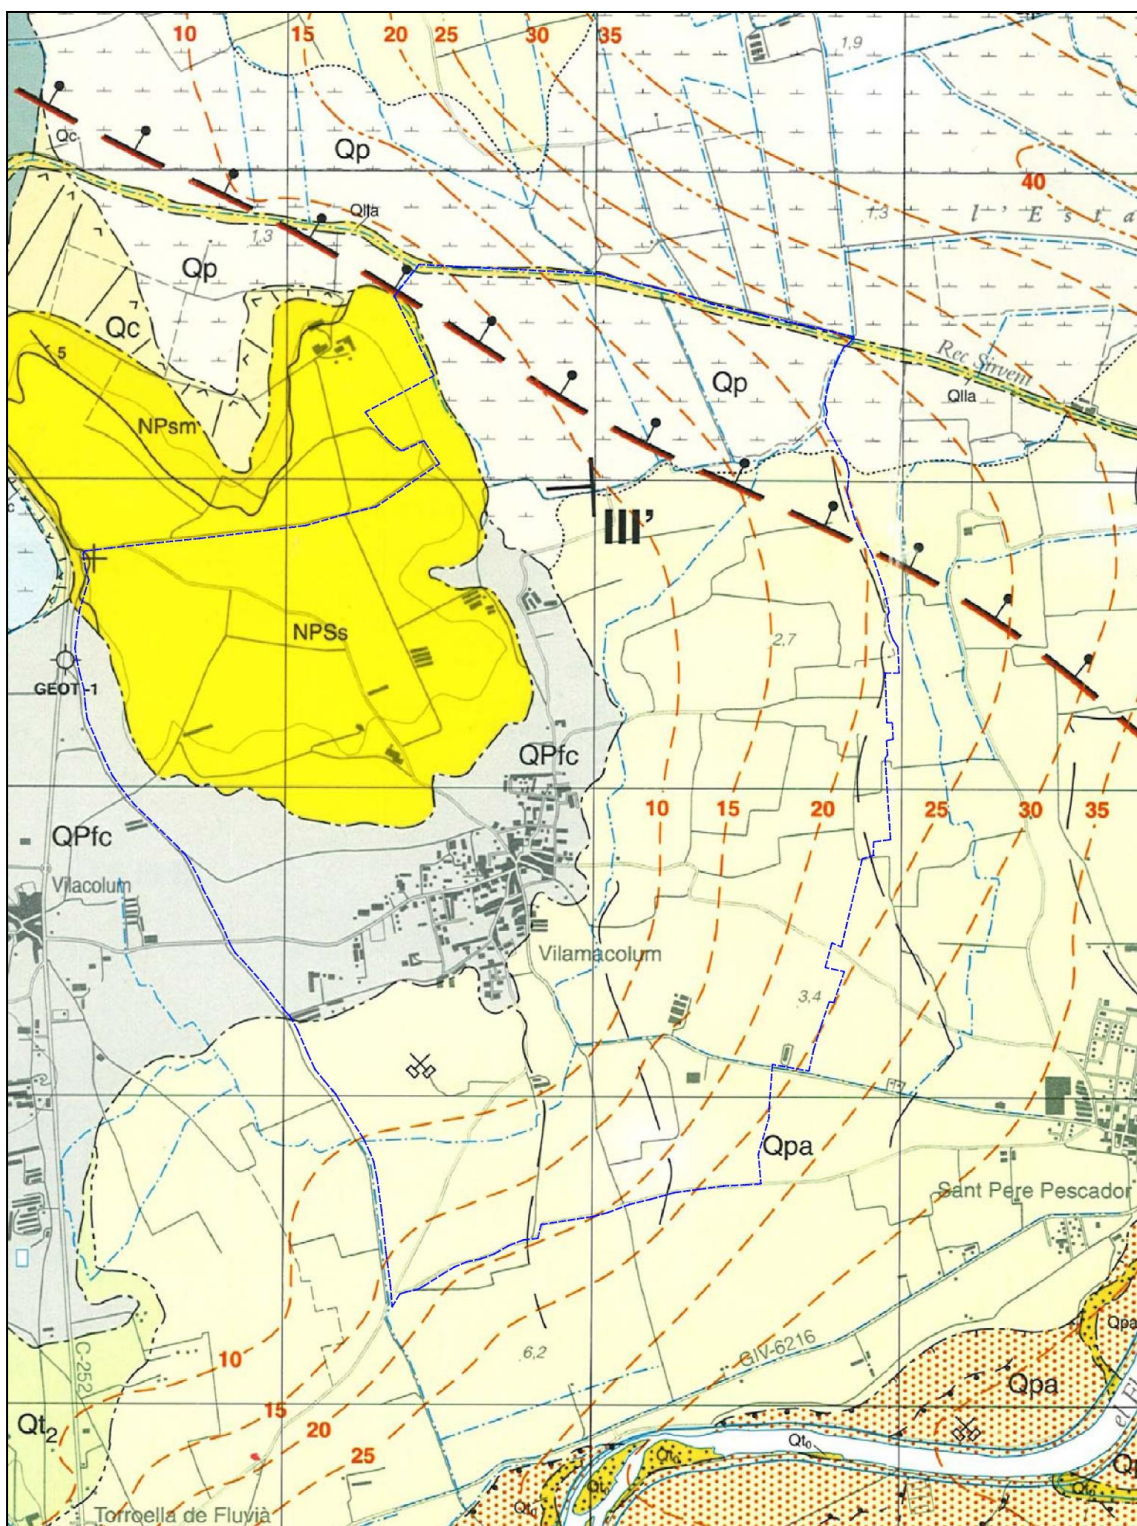 10
15
20
25
30
35
1,9
Qc
Qp
40
Qlla
1,3
1,3
l ' E s t a
Qp
Qc
5
Rec Sirvent
Qp
Qlla
NPsm
c
III'
NPSs
2,7
GEOT -1
QPfc
10
15
20
25
30
35
QPfc
Vilacolum
Vilamacolum
3,4
Qpa
Sant Pere Pescador
6,2
10
GIV-6216
Qpa
C-252
15
Qpa
Qt2
20
25
Qt0
Qt0
Torroella de Fluvià